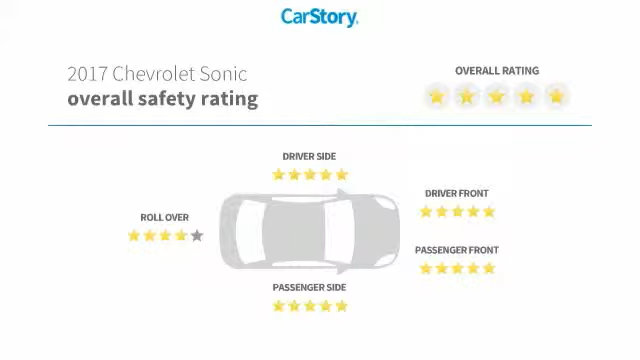 CarStory.
2017 Chevrolet Sonic
overall safety rating
OVERALL RATING
DRIVER SIDE
DRIVER FRONT
ROLL OVER
PASSENGER FRONT
PASSENGER SIDE